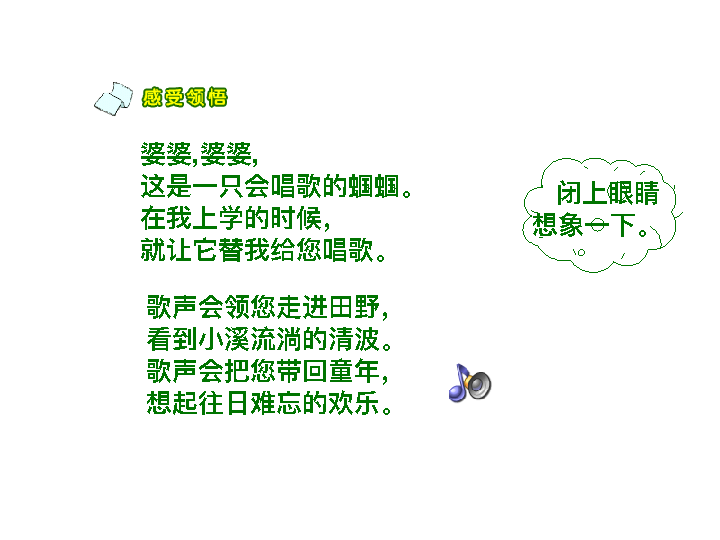 感受领悟
婆婆,婆婆,
这是一只会唱歌的蝈蝈。
在我上学的时候，
就让它替我给您唱歌。
歌声会领您走进田野，
看到小溪流淌的清波。
歌声会把您带回童年，
想起往日难忘的欢乐。
闭上眼睛
想象一下。